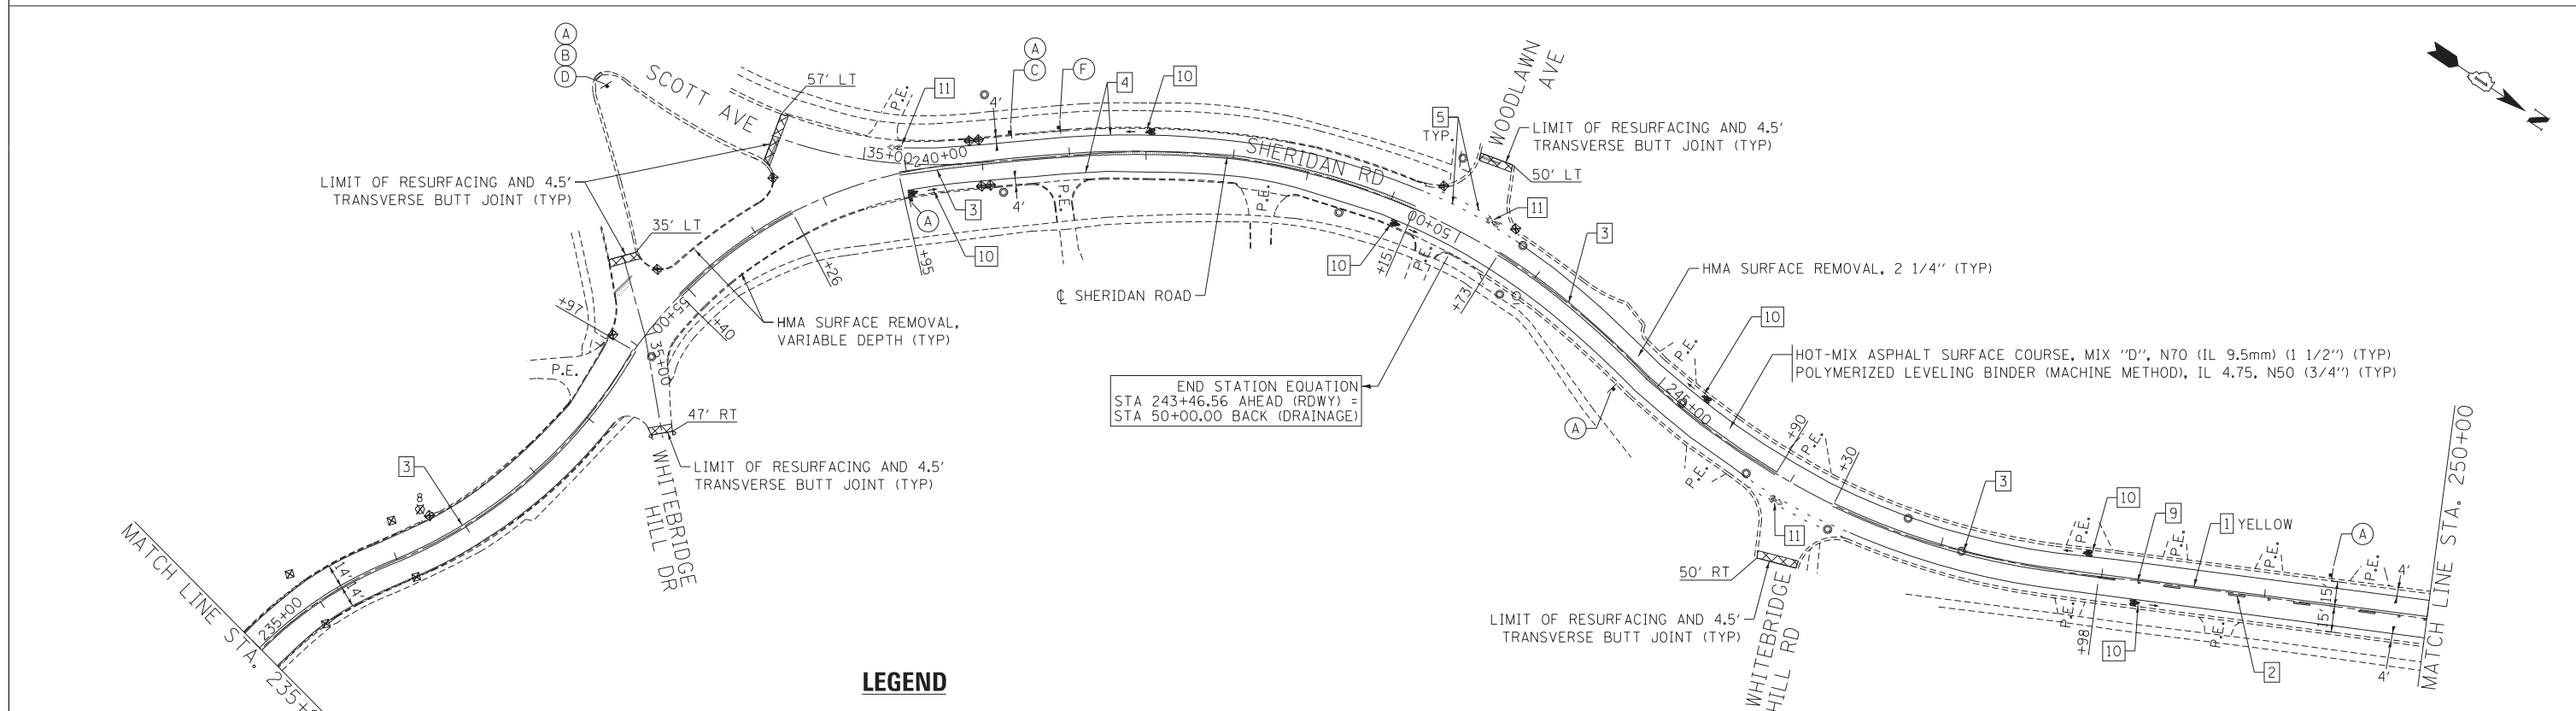 A
B
D
SCOTT AVE
57' LT
11
P.E.
4'
A
C
F
4
10
WOODLAWN
AVE
5
TYP.
LIMIT OF RESURFACING AND 4.5'
TRANSVERSE BUTT JOINT (TYP)
50' LT
N
LIMIT OF RESURFACING AND 4.5'
TRANSVERSE BUTT JOINT (TYP)
35' LT
35+00
240+00
SHERIDAN RD
3
4'
A
10
P.E.
P.E.
+95
+26
10
+15
P.E.
50+00
11
3
+73
HMA SURFACE REMOVAL, 2 1/4" (TYP)
℄ SHERIDAN ROAD
HMA SURFACE REMOVAL,
VARIABLE DEPTH (TYP)
+97
55+00
+40
35+00
P.E.
10
P.E.
HOT-MIX ASPHALT SURFACE COURSE, MIX "D", N70 (IL 9.5mm) (1 1/2") (TYP)
POLYMERIZED LEVELING BINDER (MACHINE METHOD), IL 4.75, N50 (3/4") (TYP)
END STATION EQUATION
STA 243+46.56 AHEAD (RDWY) =
STA 50+00.00 BACK (DRAINAGE)
245+00
A
+90
P.E.
+30
47' RT
LIMIT OF RESURFACING AND 4.5'
TRANSVERSE BUTT JOINT (TYP)
WHITEBRIDGE
HILL DR
3
8
14'
14'
235+00
MATCH LINE STA. 235+
P.E.
11
50' RT
LIMIT OF RESURFACING AND 4.5'
TRANSVERSE BUTT JOINT (TYP)
WHITEBRIDGE
HILL RD
3
10
P.E.
9
P.E.
1 YELLOW
P.E.
A
P.E.
4'
15'
15'
P.E.
+98
10
P.E.
2
4'
MATCH LINE STA. 250+00
LEGEND